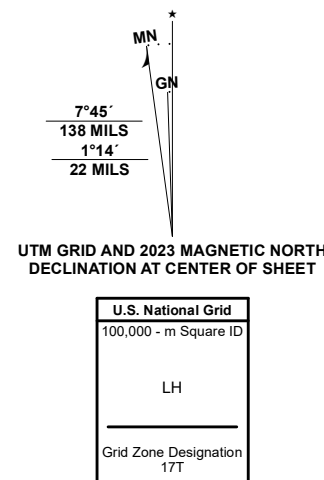 ★
MN
GN
7°45´
138 MILS
1°14´
22 MILS
UTM GRID AND 2023 MAGNETIC NORTH
DECLINATION AT CENTER OF SHEET
U.S. National Grid
100,000 - m Square ID
LH
Grid Zone Designation
17T